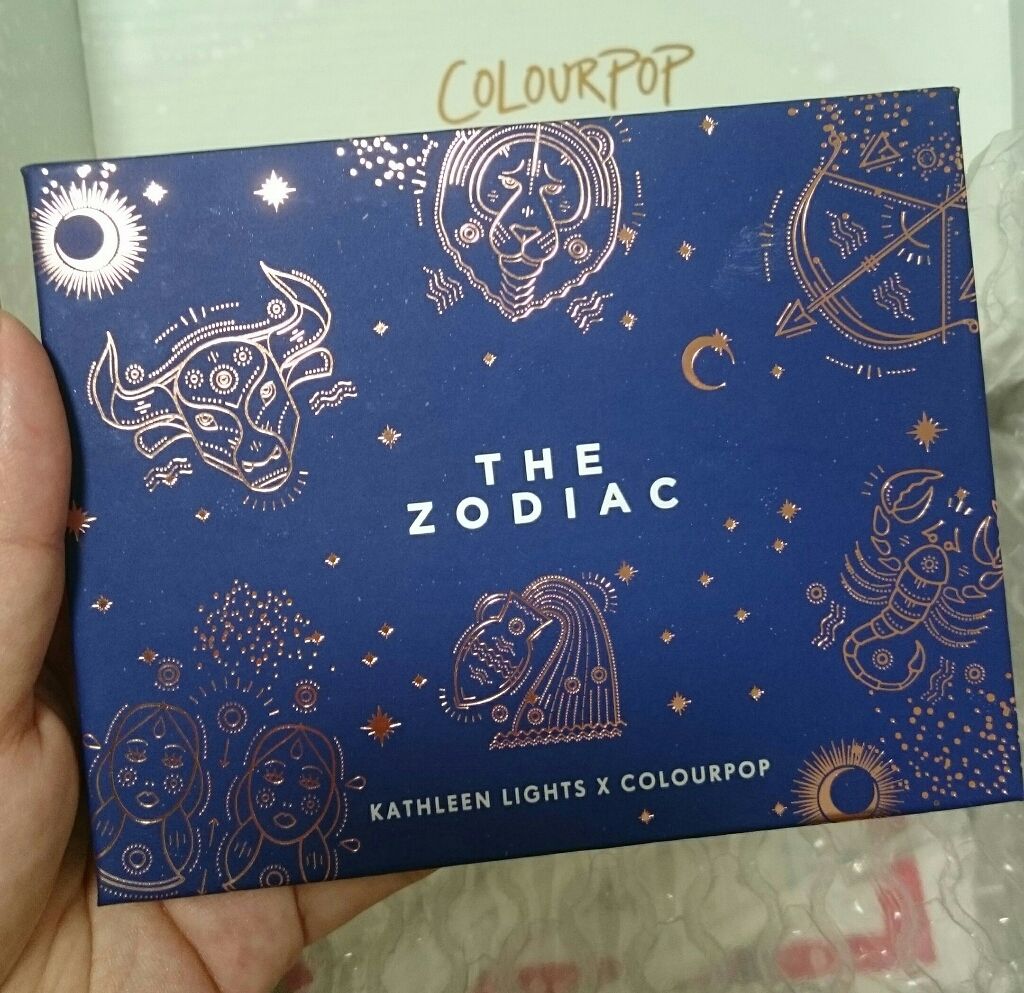 COLOURPOP
THE
ZODIAC
KATHLEEN LIGHTS X COLOURPOP